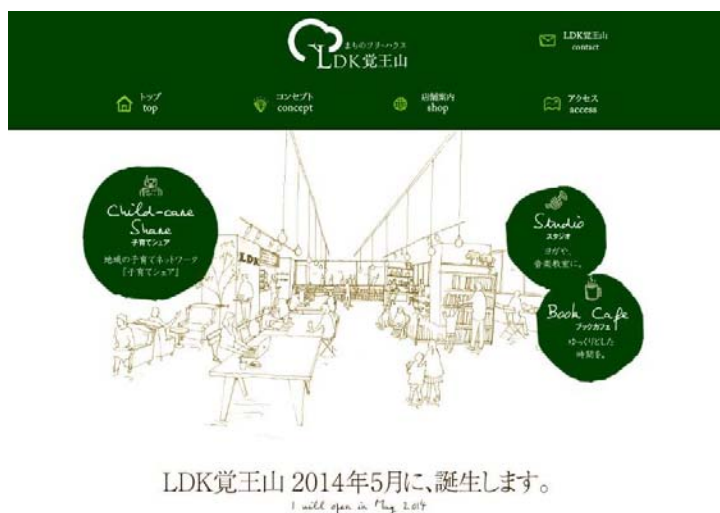 まちのツリーハウス
LDK覚王山
LDK覚王山
contact
トップ
top
コンセプト
concept
店舗案内
shop
アクセス
access
Child-care
Share
子育てシェア
地域の子育てネットワーク
『子育てシェア』
LDK
Studio
スタジオ
ヨガや、
音楽教室に。
Book Cafe
ブックカフェ
ゆっくりとした
時間を。
LDK覚王山 2014年5月に、誕生します。
I will open in May 2014